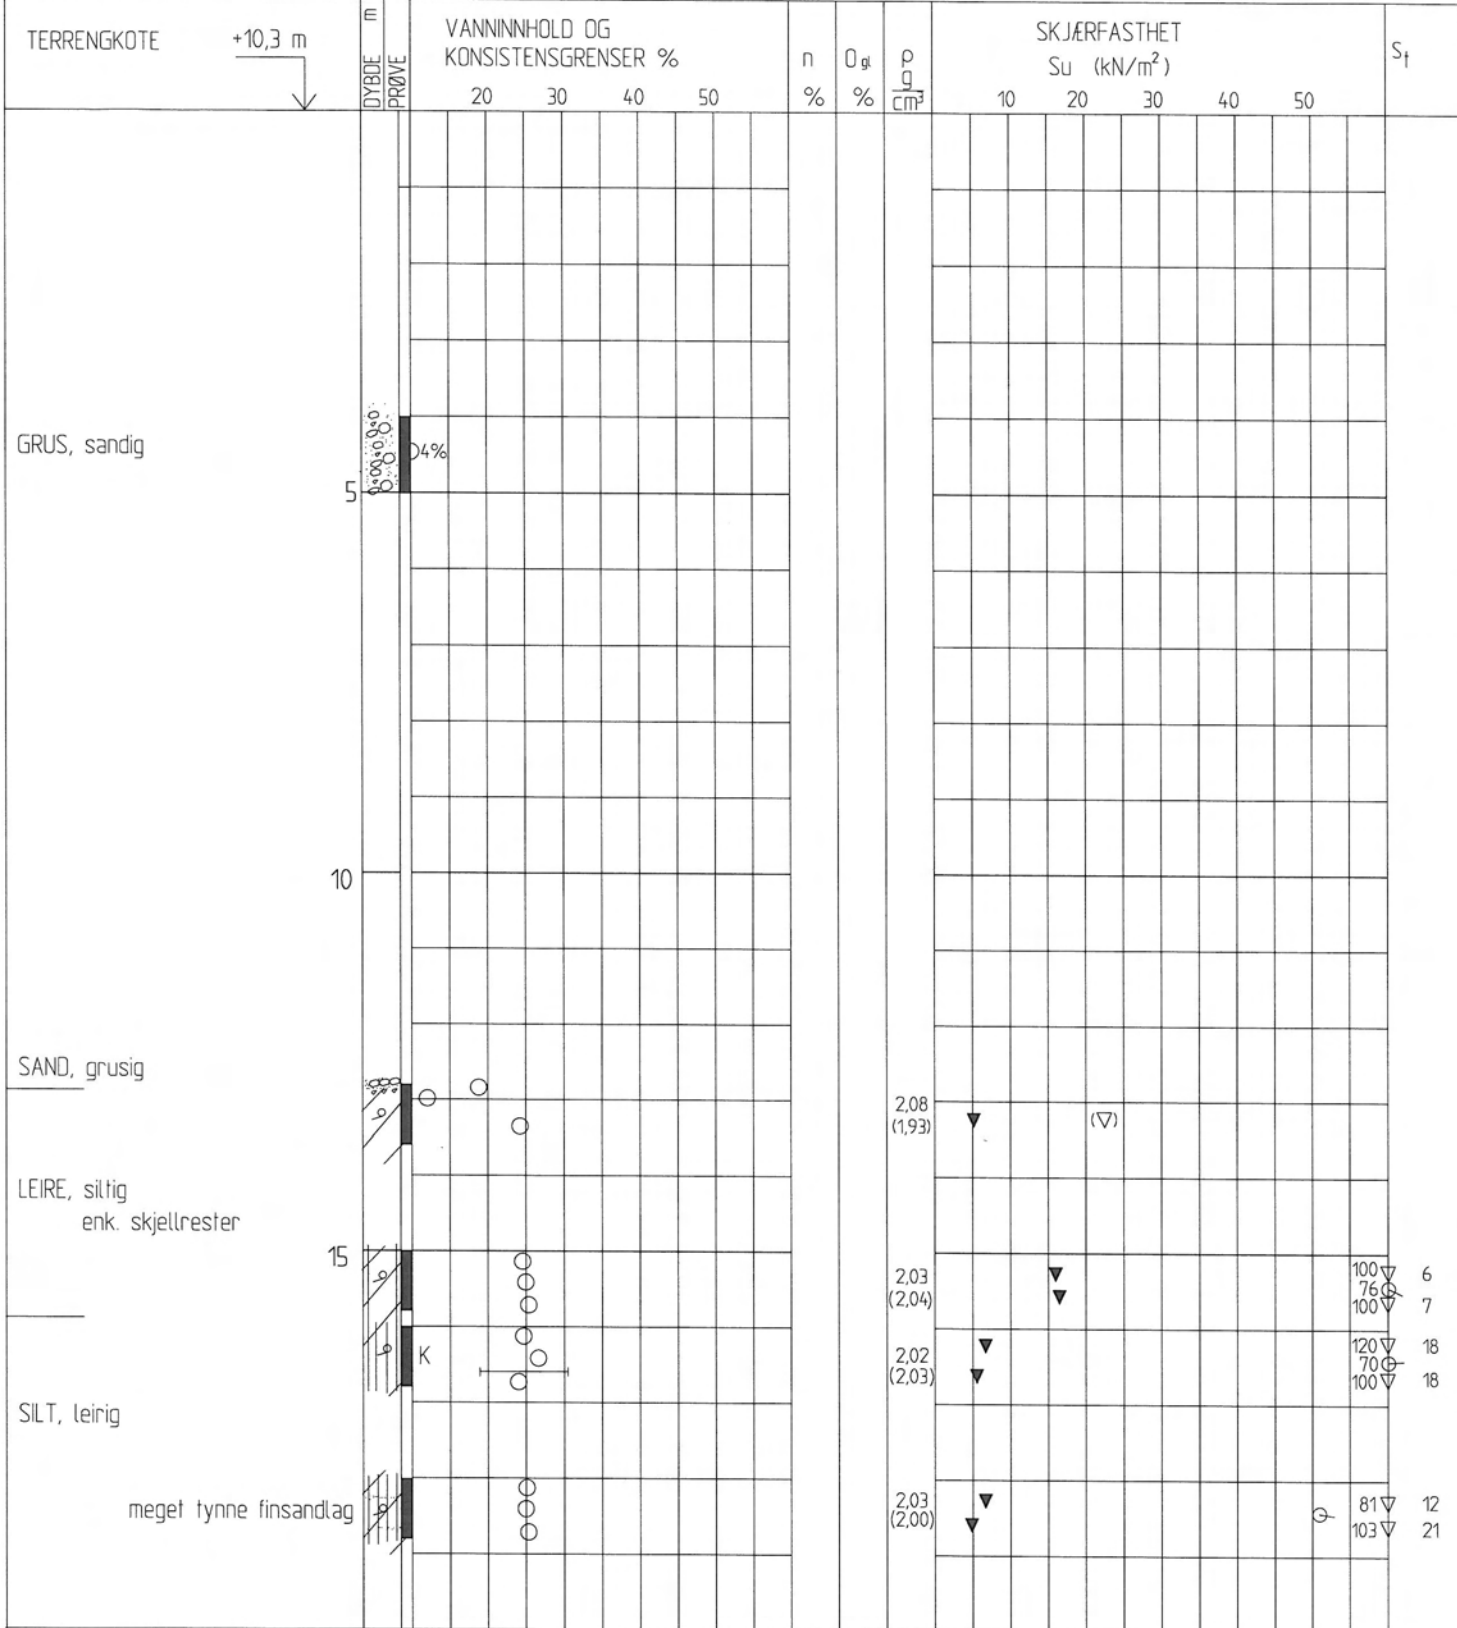 TERRENGKOTE +10,3 m
DYBDE m
PRØVE
VANNINNHOLD OG
KONSISTENSGRENSER %
20 30 40 50
n
%
O gl
%
ρ
g
cm³
SKJÆRFASTHET
Su (kN/m²)
10 20 30 40 50
St
GRUS, sandig
4%
5
10
SAND, grusig
2,08
(1,93)
LEIRE, siltig
enk. skjellrester
15
2,03
(2,04)
100 6
76
100 7
K
2,02
(2,03)
120 18
70
100 18
SILT, leirig
meget tynne finsandlag
2,03
(2,00)
81 12
103 21